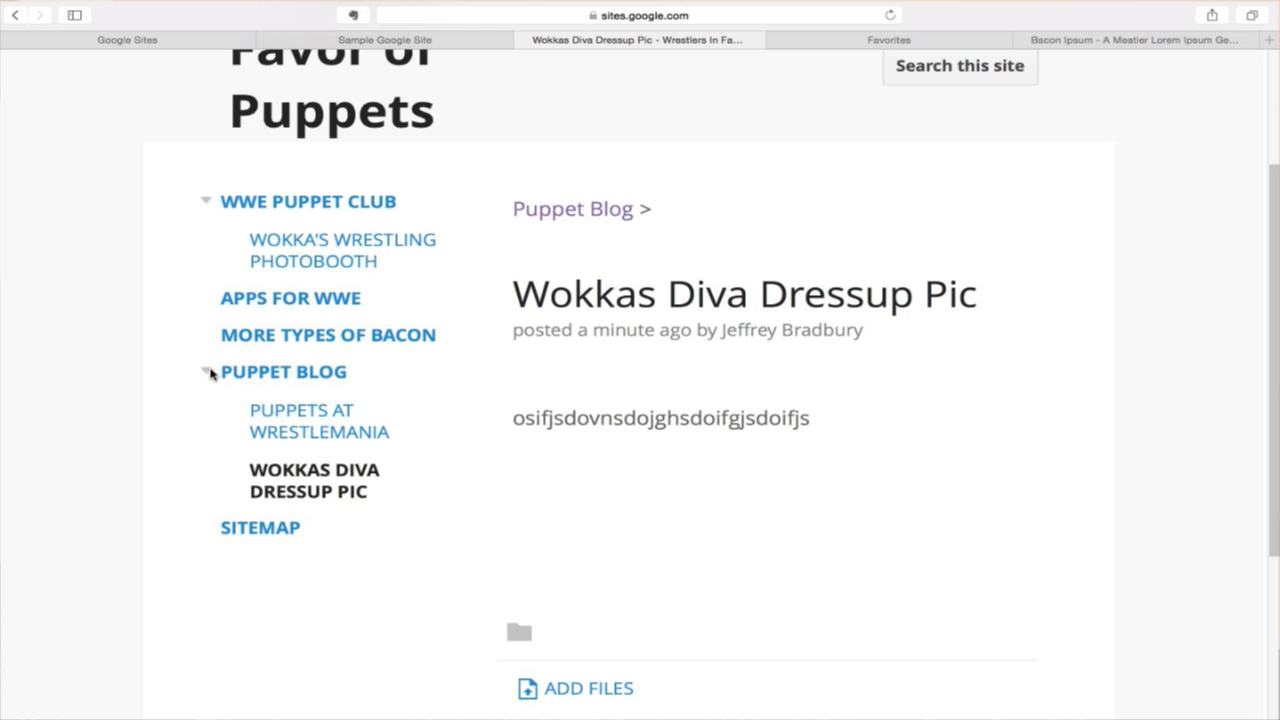 sites.google.com
Google Sites
Sample Google Site
Wokkas Diva Dressup Pic - Wrestlers In Fa...
Favorites
Bacon Ipsum - A Meatier Lorem Ipsum Ge...
Favor of
Puppets
Search this site
WWE PUPPET CLUB
WOKKA'S WRESTLING
PHOTOBOOTH
APPS FOR WWE
MORE TYPES OF BACON
PUPPET BLOG
PUPPETS AT
WRESTLEMANIA
WOKKAS DIVA
DRESSUP PIC
SITEMAP
Puppet Blog >
Wokkas Diva Dressup Pic
posted a minute ago by Jeffrey Bradbury
osifjsdovnsdojghsdoifgjsdoifjs
ADD FILES